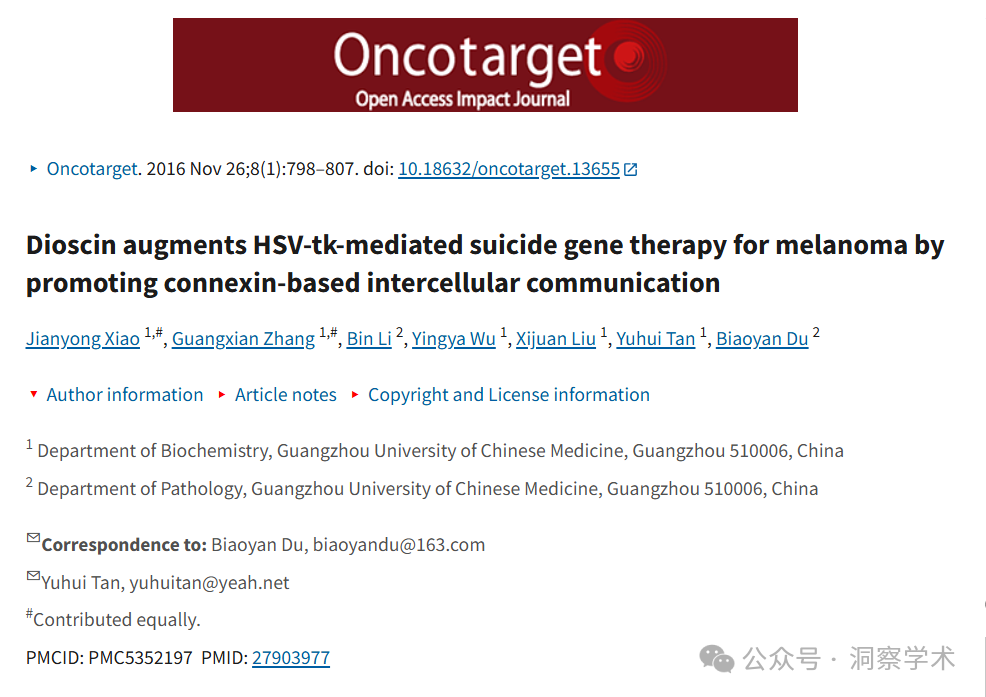 Oncotarget
Open Access Impact Journal
Oncotarget. 2016 Nov 26;8(1):798–807. doi: 10.18632/oncotarget.13655
Dioscin augments HSV-tk-mediated suicide gene therapy for melanoma by
promoting connexin-based intercellular communication
Jianyong Xiao 1,#, Guangxian Zhang 1,#, Bin Li 2, Yingya Wu 1, Xijuan Liu 1, Yuhui Tan 1, Biaoyan Du 2
Author information Article notes Copyright and License information
1 Department of Biochemistry, Guangzhou University of Chinese Medicine, Guangzhou 510006, China
2 Department of Pathology, Guangzhou University of Chinese Medicine, Guangzhou 510006, China
Correspondence to: Biaoyan Du, biaoyandu@163.com
Yuhui Tan, yuhuitan@yeah.net
#Contributed equally.
PMCID: PMC5352197 PMID: 27903977
公众号 · 洞察学术